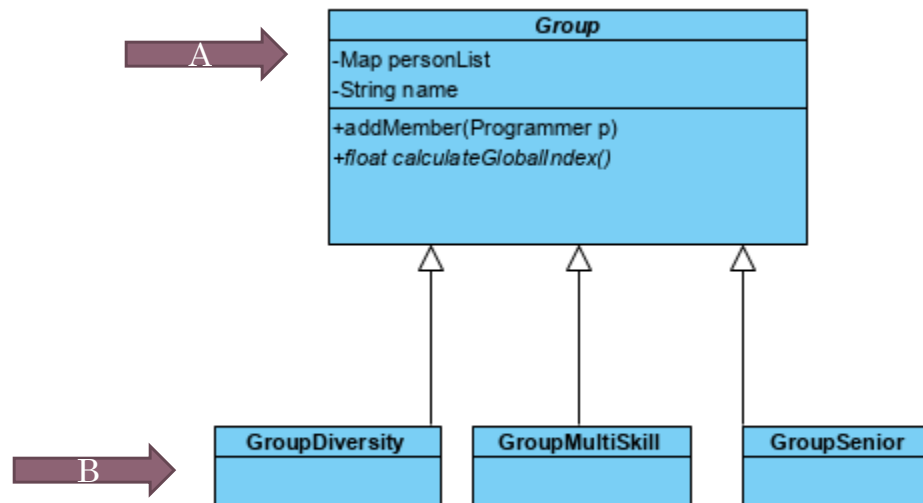 Group
A
-Map personList
-String name
+addMember(Programmer p)
+float calculateGlobalIndex()
GroupDiversity
GroupMultiSkill
GroupSenior
B